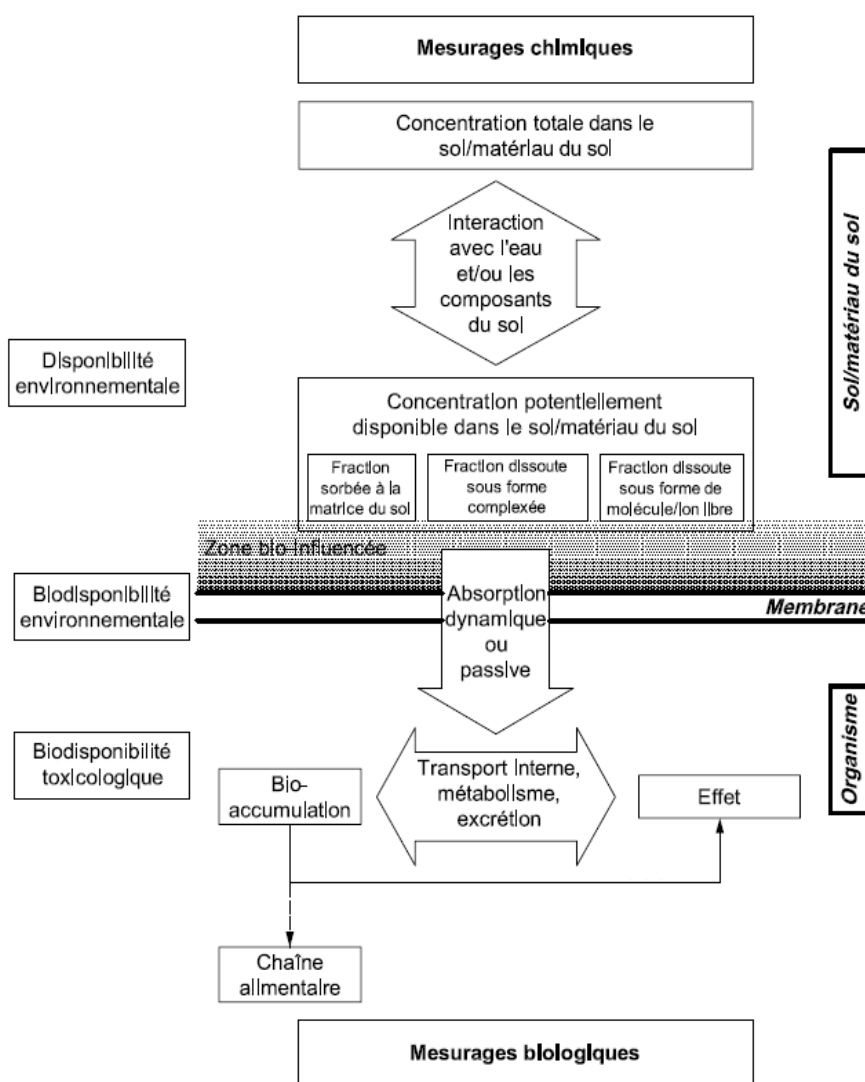 Mesurages chimiques
Concentration totale dans le
sol/matériau du sol
Interaction
avec l'eau
et/ou les
composants
du sol
Sol/matériau du sol
Disponibilité
environnementale
Concentration potentiellement
disponible dans le sol/matériau du sol
Fraction
sorbée à la
matrice du sol
Fraction dissoute
sous forme
complexée
Fraction dissoute
sous forme de
molécule/ion libre
Zone bio-influencée
Biodisponibilité
environnementale
Absorption
dynamique
ou
passive
Membrane
Organisme
Biodisponibilité
toxicologique
Bio-
accumulation
Transport interne,
métabolisme,
excrétion
Effet
Chaîne
alimentaire
Mesurages biologiques